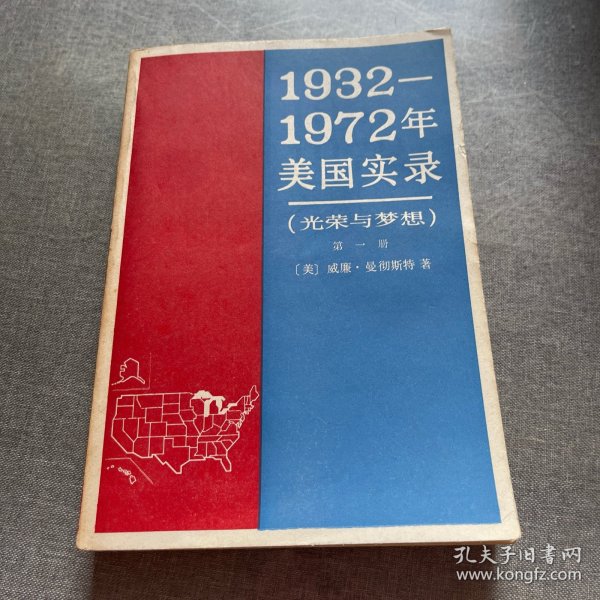 1932—
1972年
美国实录
(光荣与梦想)
第一册
〔美〕威廉·曼彻斯特 著
孔夫子旧书网
www.kongfz.com